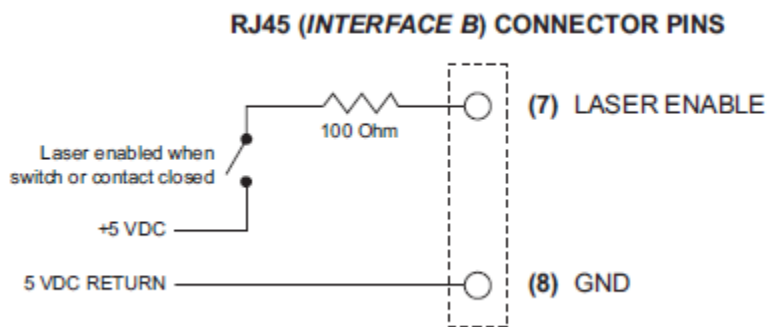 RJ45 (INTERFACE B) CONNECTOR PINS
(7) LASER ENABLE
100 Ohm
Laser enabled when
switch or contact closed
+5 VDC
5 VDC RETURN
(8) GND